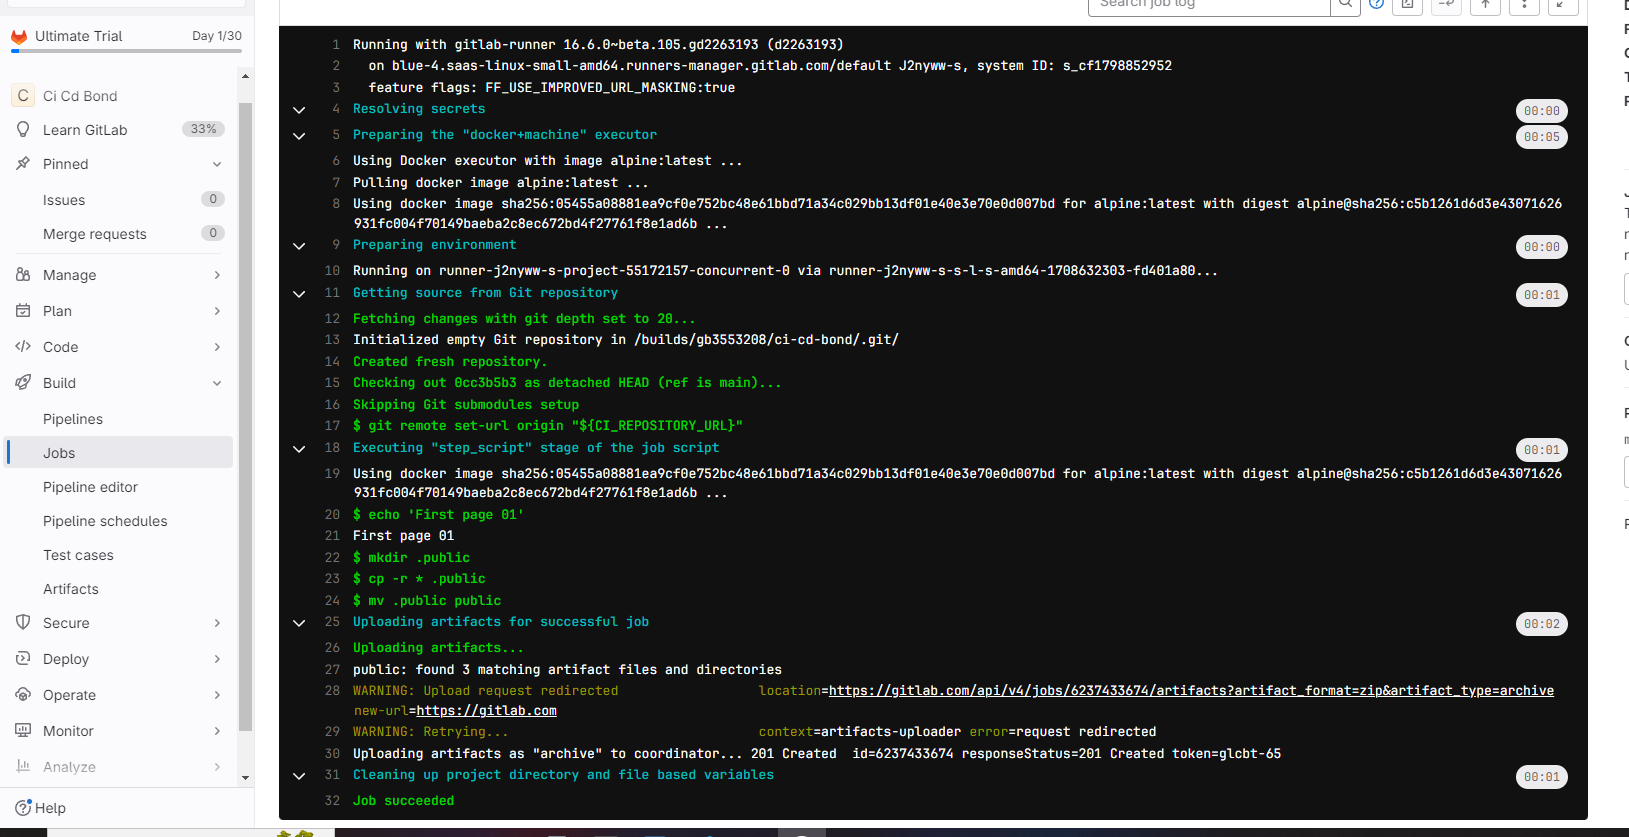 Search job log
Ultimate Trial
Day 1/30
C
Ci Cd Bond
Learn GitLab
33%
Pinned
Issues
0
Merge requests
0
Manage
Plan
Code
Build
Pipelines
Jobs
Pipeline editor
Pipeline schedules
Test cases
Artifacts
Secure
Deploy
Operate
Monitor
Analyze
Help
1 Running with gitlab-runner 16.6.0~beta.105.gd2263193 (d2263193)
2 on blue-4.saas-linux-small-amd64.runners-manager.gitlab.com/default J2nyww-s, system ID: s_cf1798852952
3 feature flags: FF_USE_IMPROVED_URL_MASKING:true
4 Resolving secrets 00:00
5 Preparing the "docker+machine" executor 00:05
6 Using Docker executor with image alpine:latest ...
7 Pulling docker image alpine:latest ...
8 Using docker image sha256:05455a08881ea9cf0e752bc48e61bbd71a34c029bb13df01e40e3e70e0d007bd for alpine:latest with digest alpine@sha256:c5b1261d6d3e43071626
931fc004f70149baeba2c8ec672bd4f27761f8e1ad6b ...
9 Preparing environment 00:00
10 Running on runner-j2nyww-s-project-55172157-concurrent-0 via runner-j2nyww-s-s-l-s-amd64-1708632303-fd401a80...
11 Getting source from Git repository 00:01
12 Fetching changes with git depth set to 20...
13 Initialized empty Git repository in /builds/gb3553208/ci-cd-bond/.git/
14 Created fresh repository.
15 Checking out 0cc3b5b3 as detached HEAD (ref is main)...
16 Skipping Git submodules setup
17 $ git remote set-url origin "${CI_REPOSITORY_URL}"
18 Executing "step_script" stage of the job script 00:01
19 Using docker image sha256:05455a08881ea9cf0e752bc48e61bbd71a34c029bb13df01e40e3e70e0d007bd for alpine:latest with digest alpine@sha256:c5b1261d6d3e43071626
931fc004f70149baeba2c8ec672bd4f27761f8e1ad6b ...
20 $ echo 'First page 01'
21 First page 01
22 $ mkdir .public
23 $ cp -r * .public
24 $ mv .public public
25 Uploading artifacts for successful job 00:02
26 Uploading artifacts...
27 public: found 3 matching artifact files and directories
28 WARNING: Upload request redirected location=https://gitlab.com/api/v4/jobs/6237433674/artifacts?artifact_format=zip&artifact_type=archive
new-url=https://gitlab.com
29 WARNING: Retrying... context=artifacts-uploader error=request redirected
30 Uploading artifacts as "archive" to coordinator... 201 Created id=6237433674 responseStatus=201 Created token=glcbt-65
31 Cleaning up project directory and file based variables 00:01
32 Job succeeded